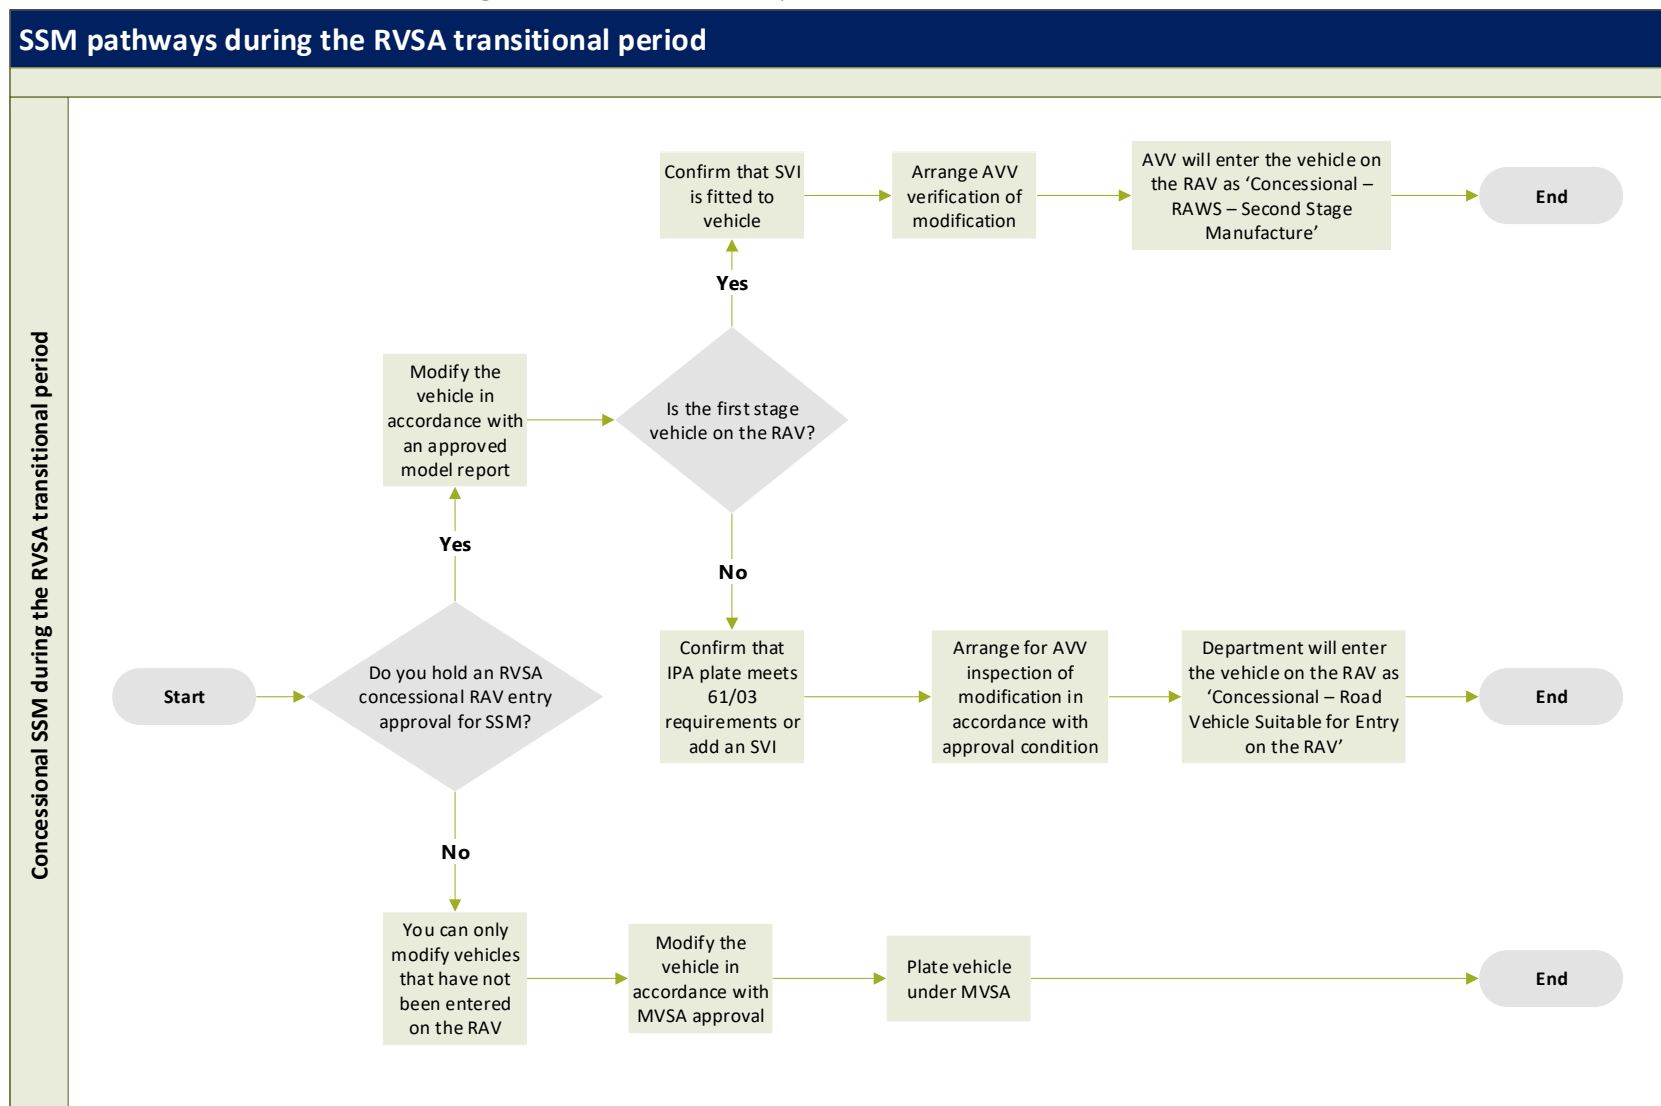 SSM pathways during the RVSA transitional period
Concessional SSM during the RVSA transitional period
Start
Do you hold an RVSA
concessional RAV entry
approval for SSM?
Yes
Modify the
vehicle in
accordance with
an approved
model report
Is the first stage
vehicle on the RAV?
Yes
Confirm that SVI
is fitted to
vehicle
Arrange AVV
verification of
modification
AVV will enter the vehicle on
the RAV as ‘Concessional –
RAWS – Second Stage
Manufacture’
End
No
Confirm that
IPA plate meets
61/03
requirements or
add an SVI
Arrange for AVV
inspection of
modification in
accordance with
approval condition
Department will enter
the vehicle on the RAV as
‘Concessional – Road
Vehicle Suitable for Entry
on the RAV’
End
No
You can only
modify vehicles
that have not
been entered
on the RAV
Modify the
vehicle in
accordance with
MVSA approval
Plate vehicle
under MVSA
End